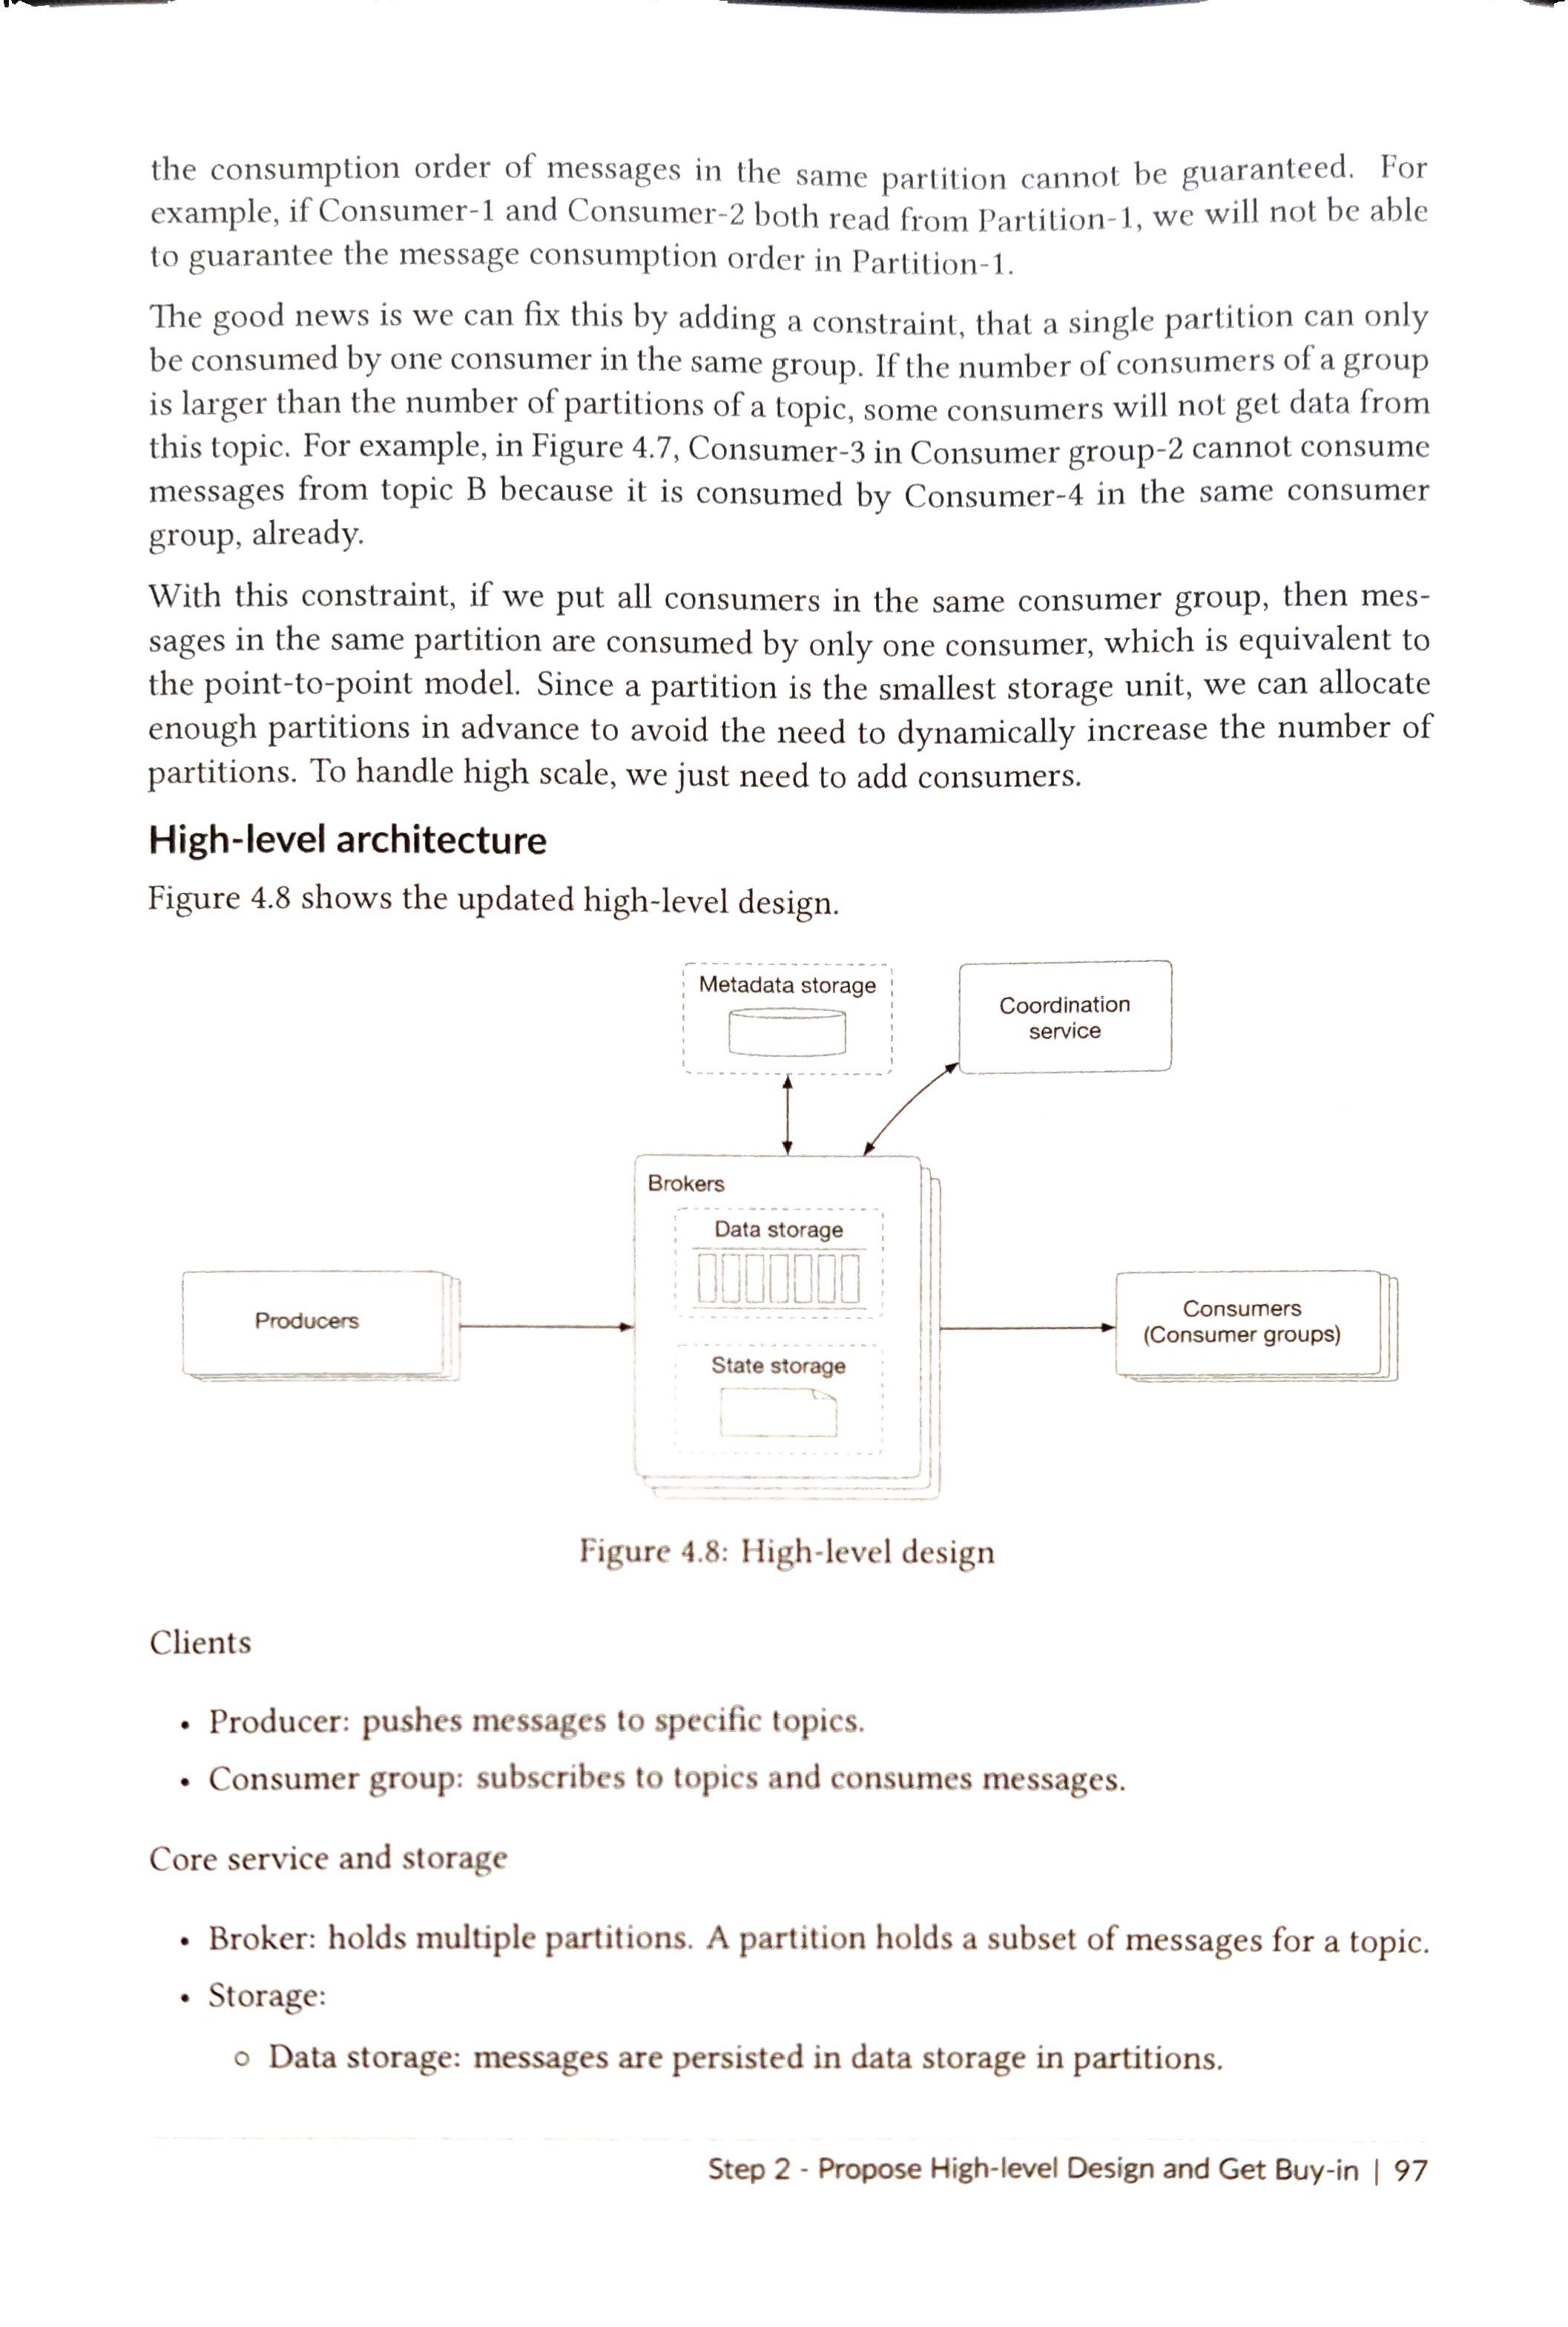 the consumption order of messages in the same partition cannot be guaranteed. For
example, if Consumer-1 and Consumer-2 both read from Partition-1, we will not be able
to guarantee the message consumption order in Partition-1.
The good news is we can fix this by adding a constraint, that a single partition can only
be consumed by one consumer in the same group. If the number of consumers of a group
is larger than the number of partitions of a topic, some consumers will not get data from
this topic. For example, in Figure 4.7, Consumer-3 in Consumer group-2 cannot consume
messages from topic B because it is consumed by Consumer-4 in the same consumer
group, already.
With this constraint, if we put all consumers in the same consumer group, then mes-
sages in the same partition are consumed by only one consumer, which is equivalent to
the point-to-point model. Since a partition is the smallest storage unit, we can allocate
enough partitions in advance to avoid the need to dynamically increase the number of
partitions. To handle high scale, we just need to add consumers.
High-level architecture
Figure 4.8 shows the updated high-level design.
Metadata storage
Coordination
service
Brokers
Data storage
Producers
Consumers
(Consumer groups)
State storage
Figure 4.8: High-level design
Clients
• Producer: pushes messages to specific topics.
• Consumer group: subscribes to topics and consumes messages.
Core service and storage
• Broker: holds multiple partitions. A partition holds a subset of messages for a topic.
• Storage:
○ Data storage: messages are persisted in data storage in partitions.
Step 2 - Propose High-level Design and Get Buy-in | 97